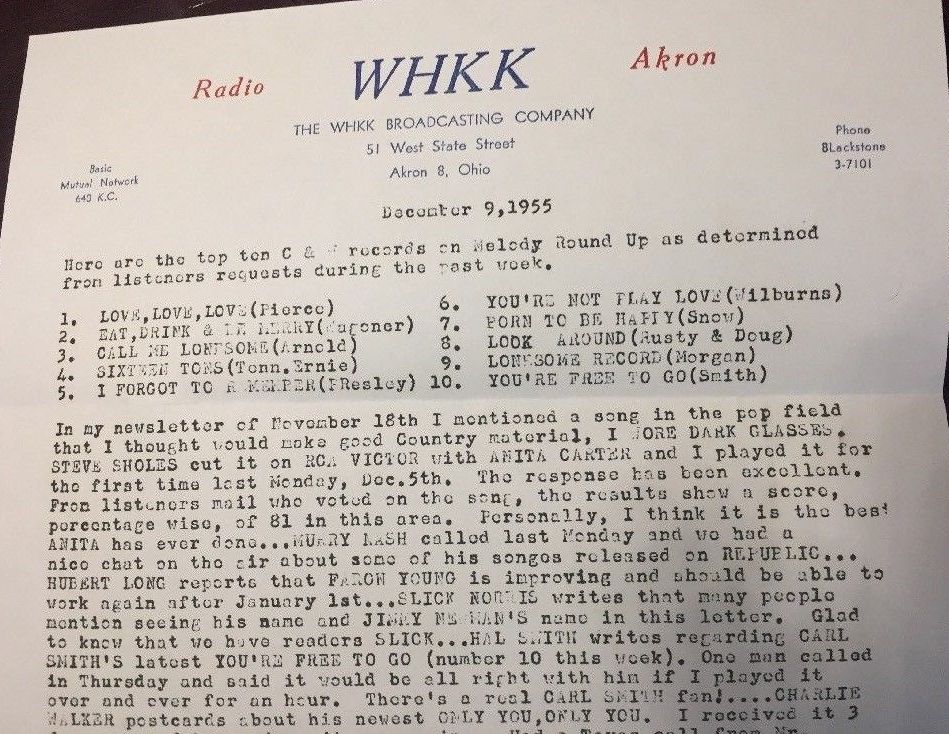 Radio WHKK Akron
THE WHKK BROADCASTING COMPANY
51 West State Street
Akron 8, Ohio
Basic
Mutual Network
640 K.C.
Phone
BLackstone
3-7101
December 9,1955
Here are the top ten C & W records on Melody Round Up as determined
from listeners requests during the past week.
1. LOVE,LOVE,LOVE(Pierce)
2. EAT,DRINK & BE MERRY(Wagoner)
3. CALL ME LONESOME(Arnold)
4. SIXTEEN TONS(Tenn.Ernie)
5. I FORGOT TO R MEMBER(PResley)
6. YOU'RE NOT PLAY LOVE(Wilburns)
7. BORN TO BE HAPPY(Snow)
8. LOOK AROUND(Rusty & Doug)
9. LONESOME RECORD(Morgan)
10. YOU'RE FREE TO GO(Smith)
In my newsletter of November 18th I mentioned a song in the pop field
that I thought would make good Country material, I WORE DARK GLASSES.
STEVE SHOLES cut it on RCA VICTOR with ANITA CARTER and I played it for
the first time last Monday, Dec.5th. The response has been excellent.
From listeners mail who voted on the song, the results show a score,
percentage wise, of 81 in this area. Personally, I think it is the best
ANITA has ever done...MURRY NASH called last Monday and we had a
nice chat on the air about some of his songes released on REPUBLIC...
HUBERT LONG reports that FARON YOUNG is improving and should be able to
work again after January 1st...SLICK NORRIS writes that many people
mention seeing his name and JIMMY NEWMAN'S name in this letter. Glad
to know that we have readers SLICK...HAL SMITH writes regarding CARL
SMITH'S latest YOU'RE FREE TO GO (number 10 this week). One man called
in Thursday and said it would be all right with him if I played it
over and over for an hour. There's a real CARL SMITH fan!....CHARLIE
WALKER postcards about his newest ONLY YOU,ONLY YOU. I received it 3